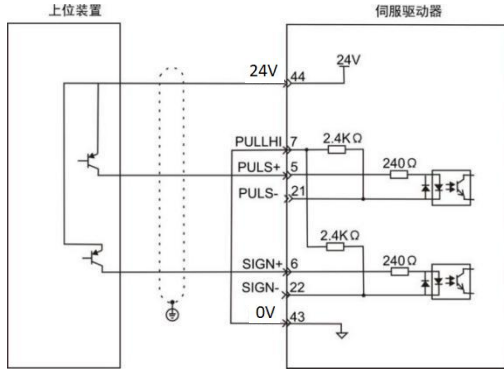 上位装置
伺服驱动器
24V
44
24V
PULLHI
7
2.4KΩ
PULS+
5
240Ω
PULS-
21
2.4KΩ
SIGN+
6
240Ω
SIGN-
22
0V
43